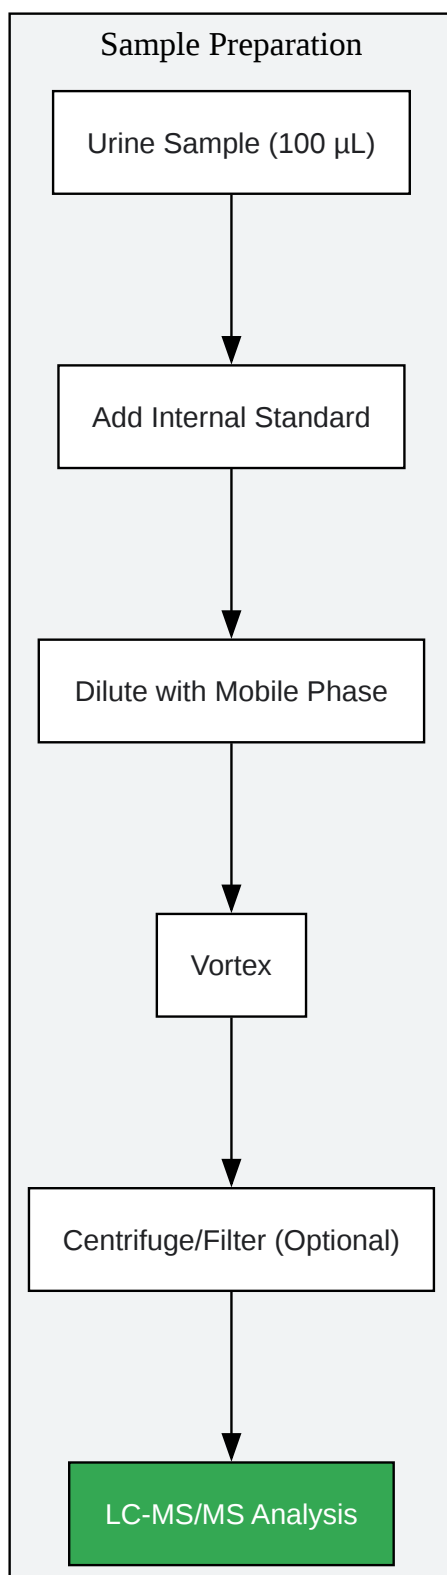 Sample Preparation
Urine Sample (100 µL)
Add Internal Standard
Dilute with Mobile Phase
Vortex
Centrifuge/Filter (Optional)
LC-MS/MS Analysis